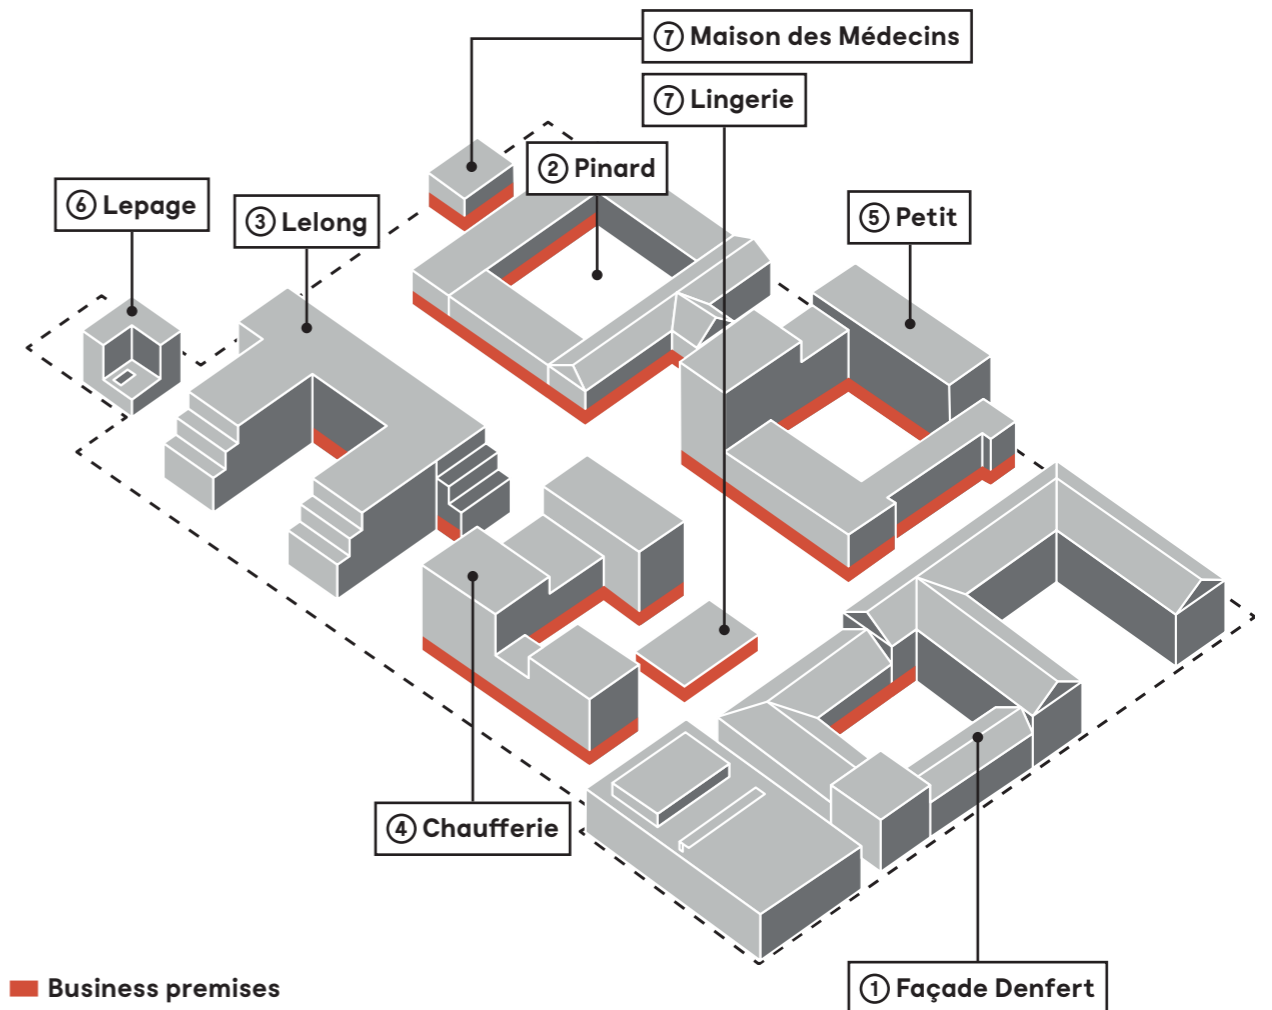 ⑦ Maison des Médecins
⑦ Lingerie
② Pinard
⑥ Lepage
③ Lelong
⑤ Petit
④ Chaufferie
① Façade Denfert
Business premises